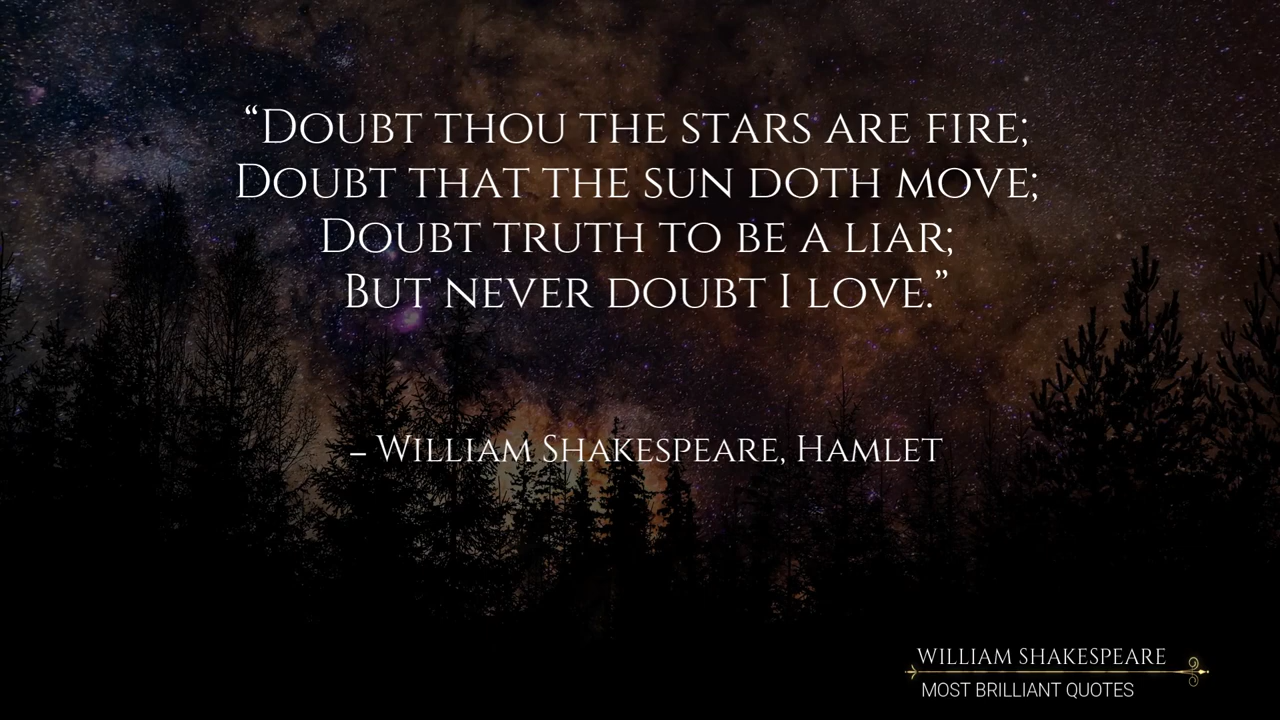 “Doubt thou the stars are fire;
Doubt that the sun doth move;
Doubt truth to be a liar;
But never doubt I love.”
– William Shakespeare, Hamlet
WILLIAM SHAKESPEARE
MOST BRILLIANT QUOTES